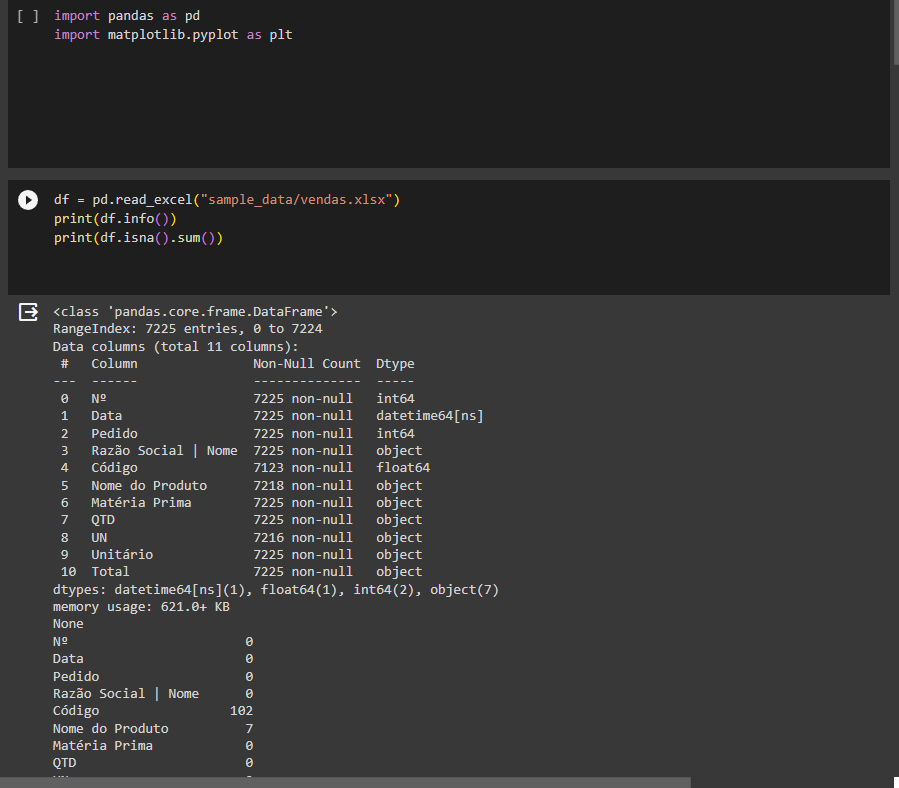 [ ] import pandas as pd
import matplotlib.pyplot as plt
df = pd.read_excel("sample_data/vendas.xlsx")
print(df.info())
print(df.isna().sum())
<class 'pandas.core.frame.DataFrame'>
RangeIndex: 7225 entries, 0 to 7224
Data columns (total 11 columns):
 #   Column               Non-Null Count  Dtype
---  ------               --------------  -----
 0   Nº                   7225 non-null   int64
 1   Data                 7225 non-null   datetime64[ns]
 2   Pedido               7225 non-null   int64
 3   Razão Social | Nome  7225 non-null   object
 4   Código               7123 non-null   float64
 5   Nome do Produto      7218 non-null   object
 6   Matéria Prima        7225 non-null   object
 7   QTD                  7225 non-null   object
 8   UN                   7216 non-null   object
 9   Unitário             7225 non-null   object
 10  Total                7225 non-null   object
dtypes: datetime64[ns](1), float64(1), int64(2), object(7)
memory usage: 621.0+ KB
None
Nº                       0
Data                     0
Pedido                   0
Razão Social | Nome      0
Código                 102
Nome do Produto          7
Matéria Prima            0
QTD                      0